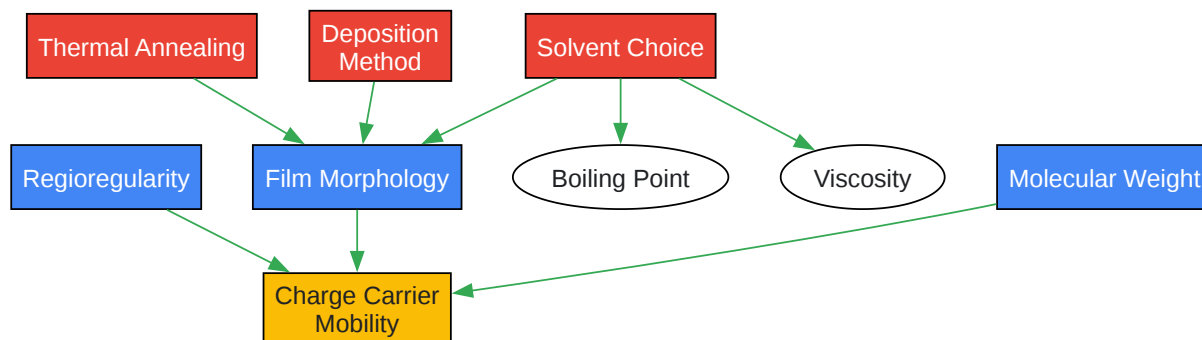 Thermal Annealing
Deposition
Method
Solvent Choice
Regioregularity
Film Morphology
Boiling Point
Viscosity
Molecular Weight
Charge Carrier
Mobility